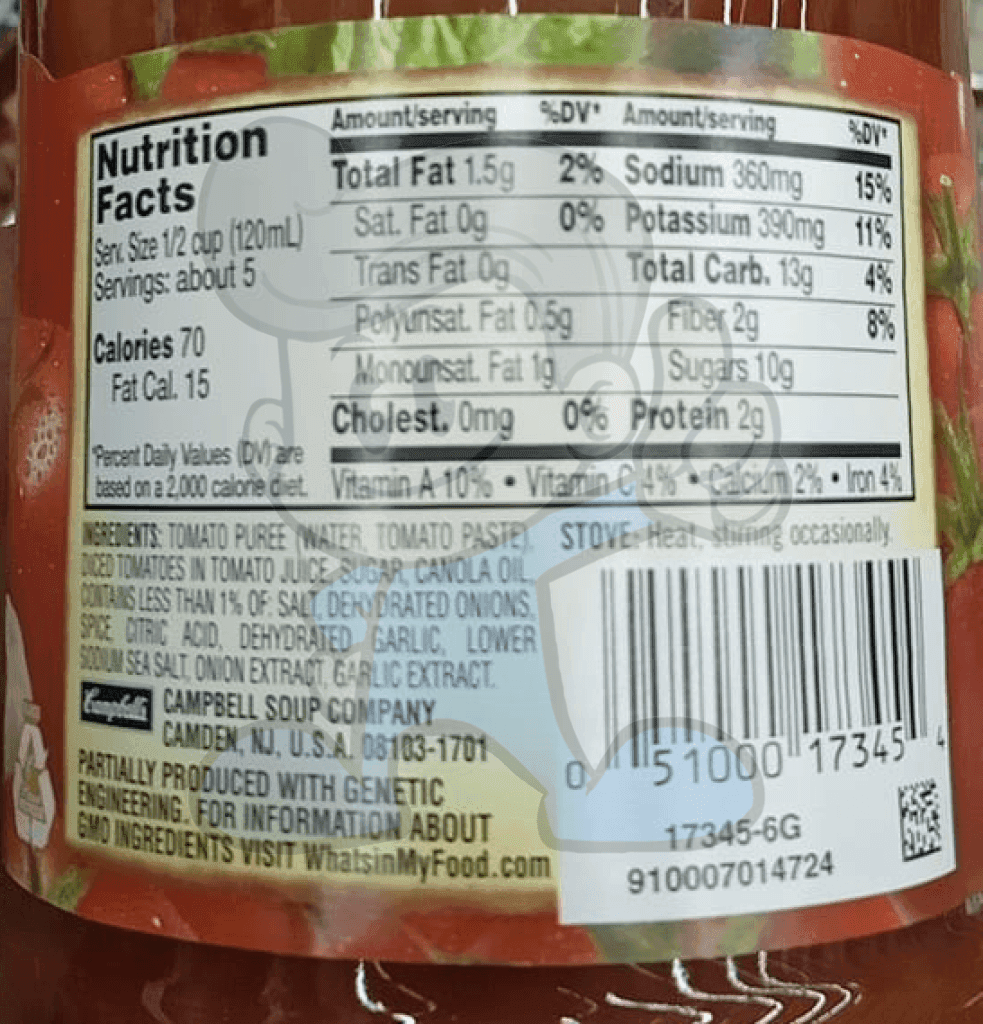 Nutrition
Facts
Serv. Size 1/2 cup (120mL)
Servings: about 5
Calories 70
Fat Cal. 15
*Percent Daily Values (DV) are
based on a 2,000 calorie diet.
Amount/serving %DV* Amount/serving %DV*
Total Fat 1.5g 2% Sodium 360mg 15%
Sat. Fat 0g 0% Potassium 390mg 11%
Trans Fat 0g Total Carb. 13g 4%
Polyunsat. Fat 0.5g Fiber 2g 8%
Monounsat. Fat 1g Sugars 10g
Cholest. 0mg 0% Protein 2g
Vitamin A 10% • Vitamin C 4% • Calcium 2% • Iron 4%
INGREDIENTS: TOMATO PUREE (WATER, TOMATO PASTE),
DICED TOMATOES IN TOMATO JUICE, SUGAR, CANOLA OIL,
CONTAINS LESS THAN 1% OF: SALT, DEHYDRATED ONIONS,
SPICE, CITRIC ACID, DEHYDRATED GARLIC, LOWER
SODIUM SEA SALT, ONION EXTRACT, GARLIC EXTRACT.
Campbell's
CAMPBELL SOUP COMPANY
CAMDEN, NJ, U.S.A. 08103-1701
PARTIALLY PRODUCED WITH GENETIC
ENGINEERING. FOR INFORMATION ABOUT
GMO INGREDIENTS VISIT WhatsinMyFood.com
STOVE: Heat, stirring occasionally.
0 51000 17345 4
17345-6G
910007014724